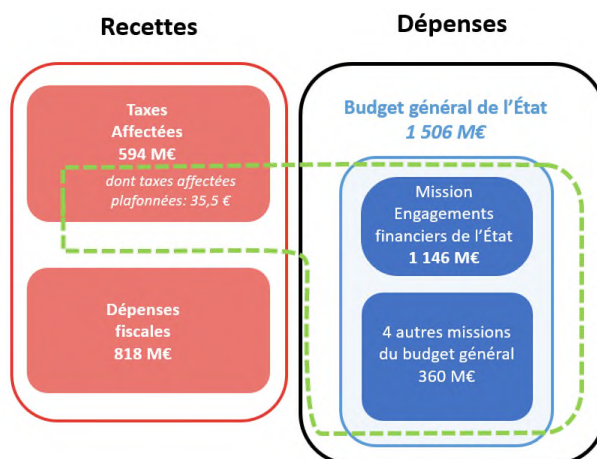 Recettes
Dépenses
Taxes
Affectées
594 M€
dont taxes affectées
plafonnées: 35,5 €
Dépenses
fiscales
818 M€
Budget général de l’État
1 506 M€
Mission
Engagements
financiers de l’État
1 146 M€
4 autres missions
du budget général
360 M€